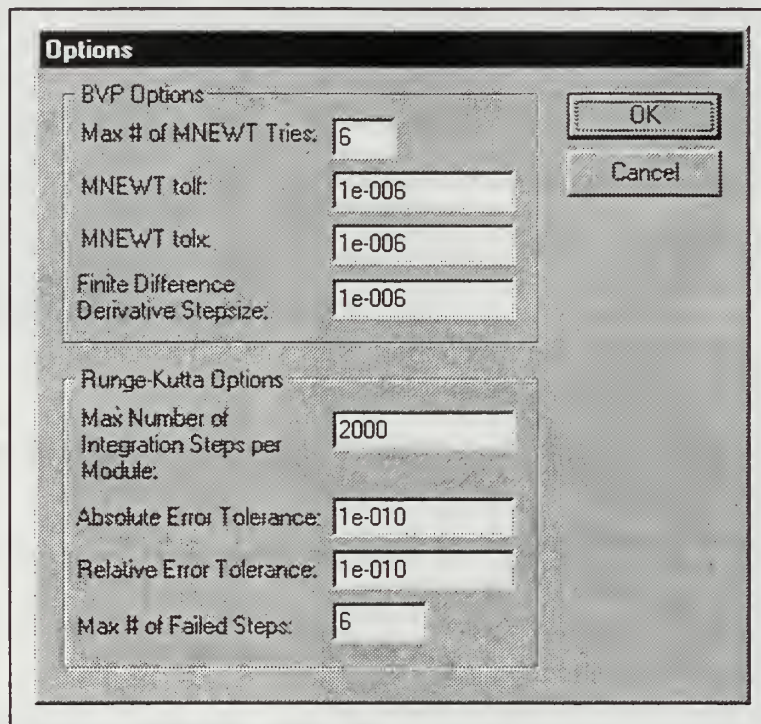 Options
BVP Options
Max # of MNEWT Tries: 6
MNEWT tolf: 1e-006
MNEWT tolx: 1e-006
Finite Difference
Derivative Stepsize: 1e-006
OK
Cancel
Runge-Kutta Options
Max Number of
Integration Steps per
Module: 2000
Absolute Error Tolerance: 1e-010
Relative Error Tolerance: 1e-010
Max # of Failed Steps: 6